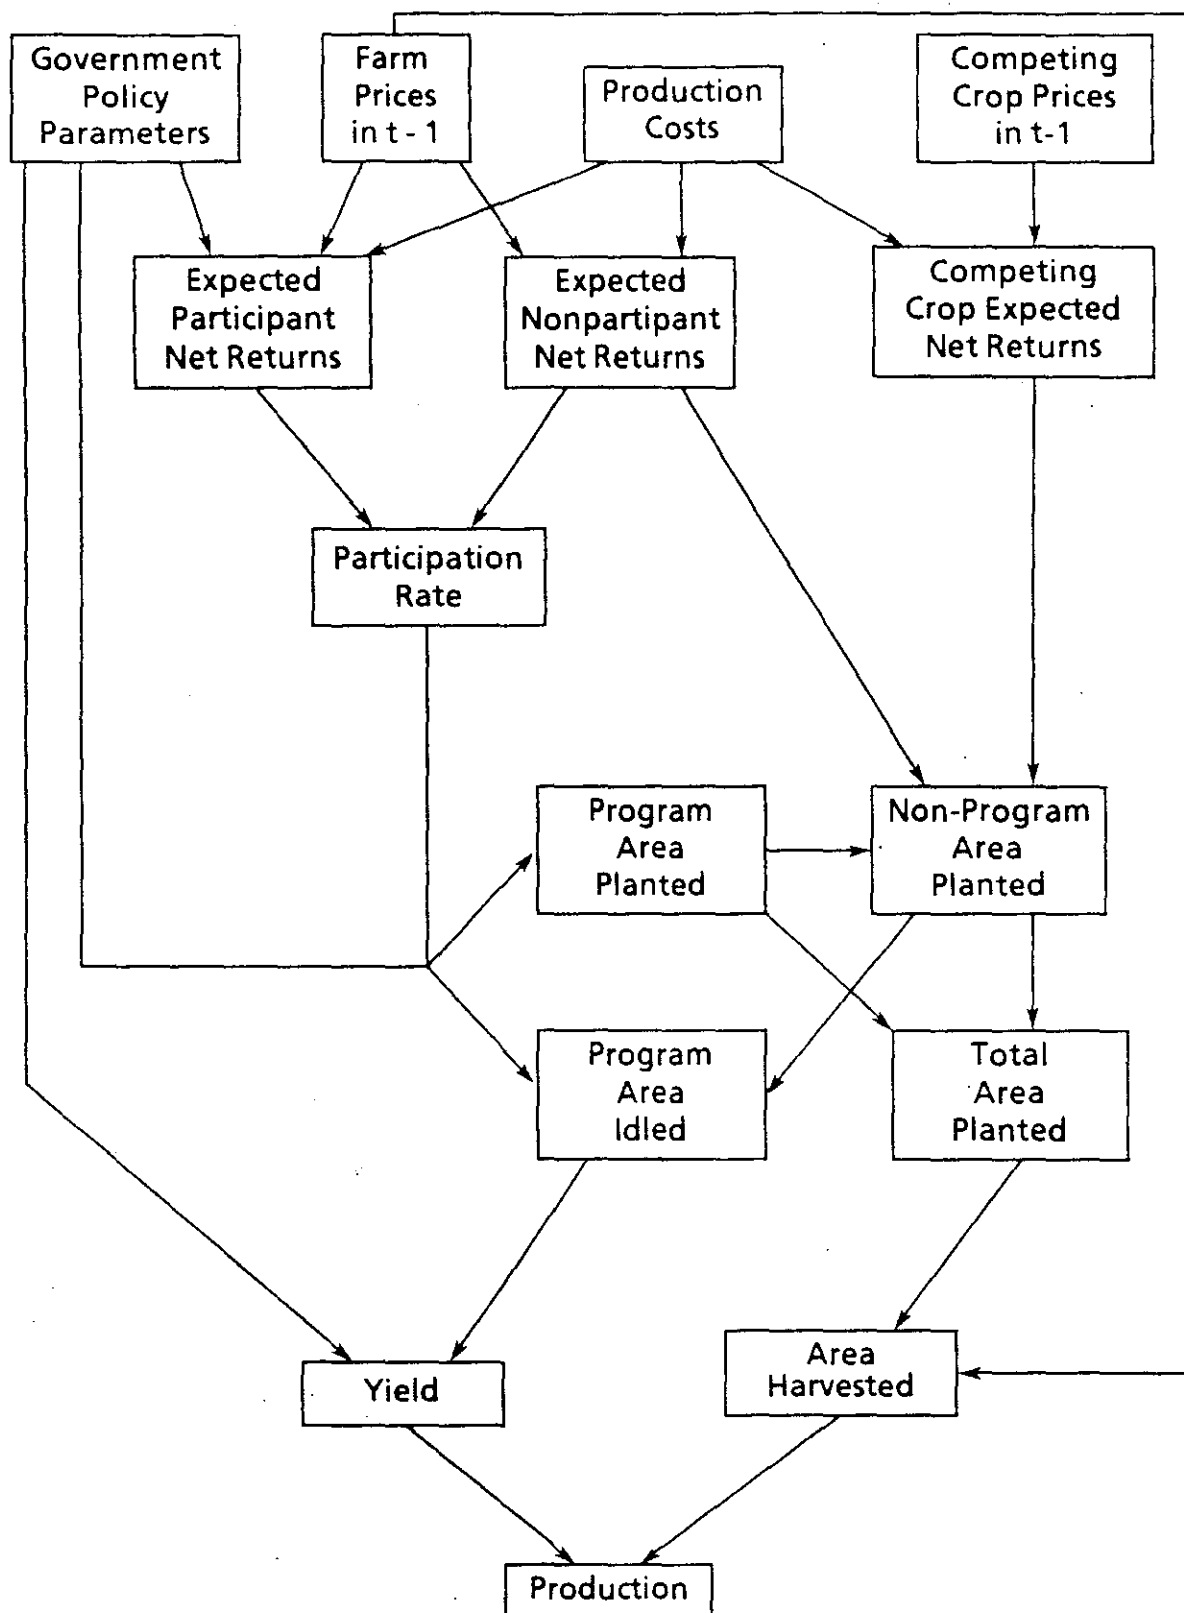 Government
Policy
Parameters
Farm
Prices
in t - 1
Production
Costs
Competing
Crop Prices
in t-1
Expected
Participant
Net Returns
Expected
Nonpartipant
Net Returns
Competing
Crop Expected
Net Returns
Participation
Rate
Program
Area
Planted
Non-Program
Area
Planted
Program
Area
Idled
Total
Area
Planted
Yield
Area
Harvested
Production